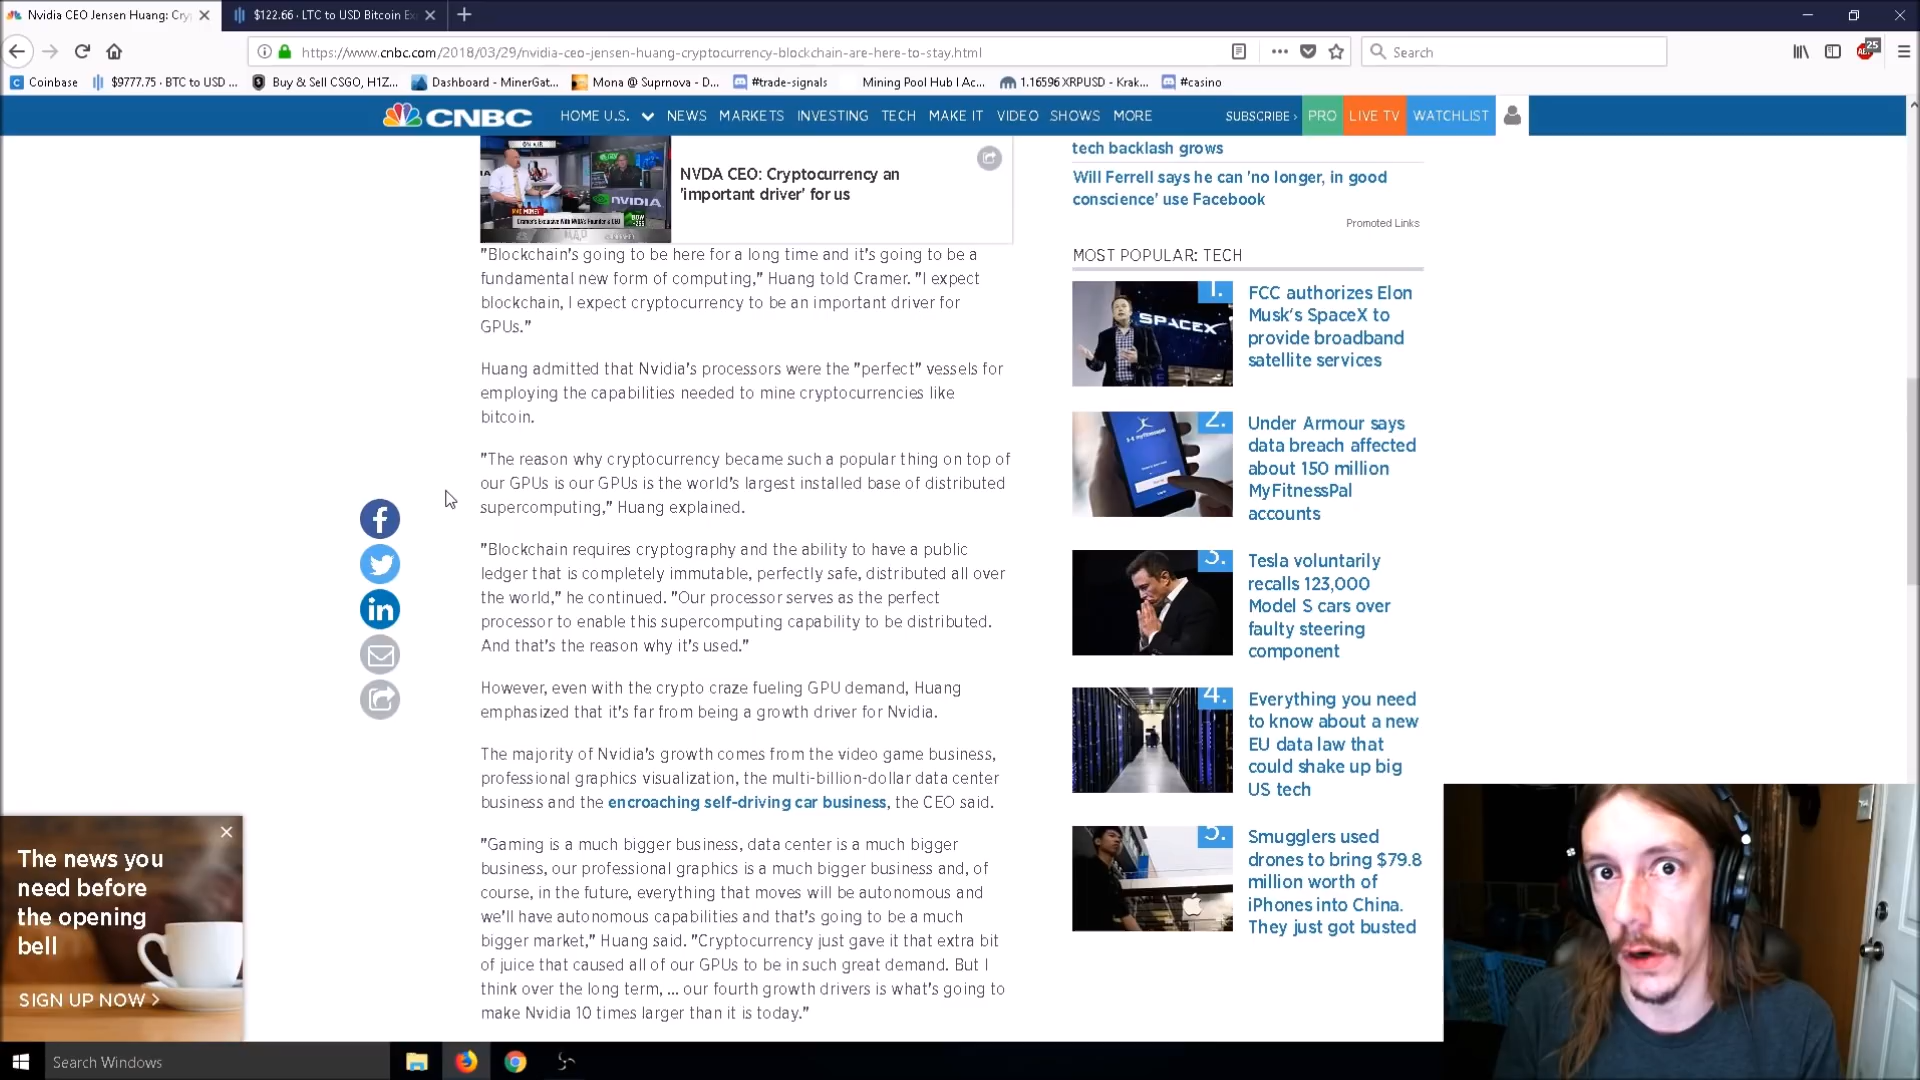 Nvidia CEO Jensen Huang: Cry
$122.66 · LTC to USD Bitcoin Ex
https://www.cnbc.com/2018/03/29/nvidia-ceo-jensen-huang-cryptocurrency-blockchain-are-here-to-stay.html
Search
25
Coinbase
$9777.75 · BTC to USD ...
Buy & Sell CSGO, H1Z...
Dashboard - MinerGat...
Mona @ Suprnova - D...
#trade-signals
Mining Pool Hub | Ac...
1.16596 XRPUSD - Krak...
#casino
CNBC
HOME U.S.
NEWS
MARKETS
INVESTING
TECH
MAKE IT
VIDEO
SHOWS
MORE
SUBSCRIBE ›
PRO
LIVE TV
WATCHLIST
NVIDIA
NVDA CEO: Cryptocurrency an
'important driver' for us
"Blockchain's going to be here for a long time and it's going to be a
fundamental new form of computing," Huang told Cramer. "I expect
blockchain, I expect cryptocurrency to be an important driver for
GPUs."
Huang admitted that Nvidia's processors were the "perfect" vessels for
employing the capabilities needed to mine cryptocurrencies like
bitcoin.
"The reason why cryptocurrency became such a popular thing on top of
our GPUs is our GPUs is the world's largest installed base of distributed
supercomputing," Huang explained.
"Blockchain requires cryptography and the ability to have a public
ledger that is completely immutable, perfectly safe, distributed all over
the world," he continued. "Our processor serves as the perfect
processor to enable this supercomputing capability to be distributed.
And that's the reason why it's used."
However, even with the crypto craze fueling GPU demand, Huang
emphasized that it's far from being a growth driver for Nvidia.
The majority of Nvidia's growth comes from the video game business,
professional graphics visualization, the multi-billion-dollar data center
business and the encroaching self-driving car business, the CEO said.
"Gaming is a much bigger business, data center is a much bigger
business, our professional graphics is a much bigger business and, of
course, in the future, everything that moves will be autonomous and
we'll have autonomous capabilities and that's going to be a much
bigger market," Huang said. "Cryptocurrency just gave it that extra bit
of juice that caused all of our GPUs to be in such great demand. But I
think over the long term, ... our fourth growth drivers is what's going to
make Nvidia 10 times larger than it is today."
tech backlash grows
Will Ferrell says he can 'no longer, in good
conscience' use Facebook
Promoted Links
MOST POPULAR: TECH
1.
SPACEX
FCC authorizes Elon
Musk's SpaceX to
provide broadband
satellite services
2.
myfitnesspal
Under Armour says
data breach affected
about 150 million
MyFitnessPal
accounts
3.
Tesla voluntarily
recalls 123,000
Model S cars over
faulty steering
component
4.
Everything you need
to know about a new
EU data law that
could shake up big
US tech
5.
Smugglers used
drones to bring $79.8
million worth of
iPhones into China.
They just got busted
The news you
need before
the opening
bell
SIGN UP NOW >
Search Windows